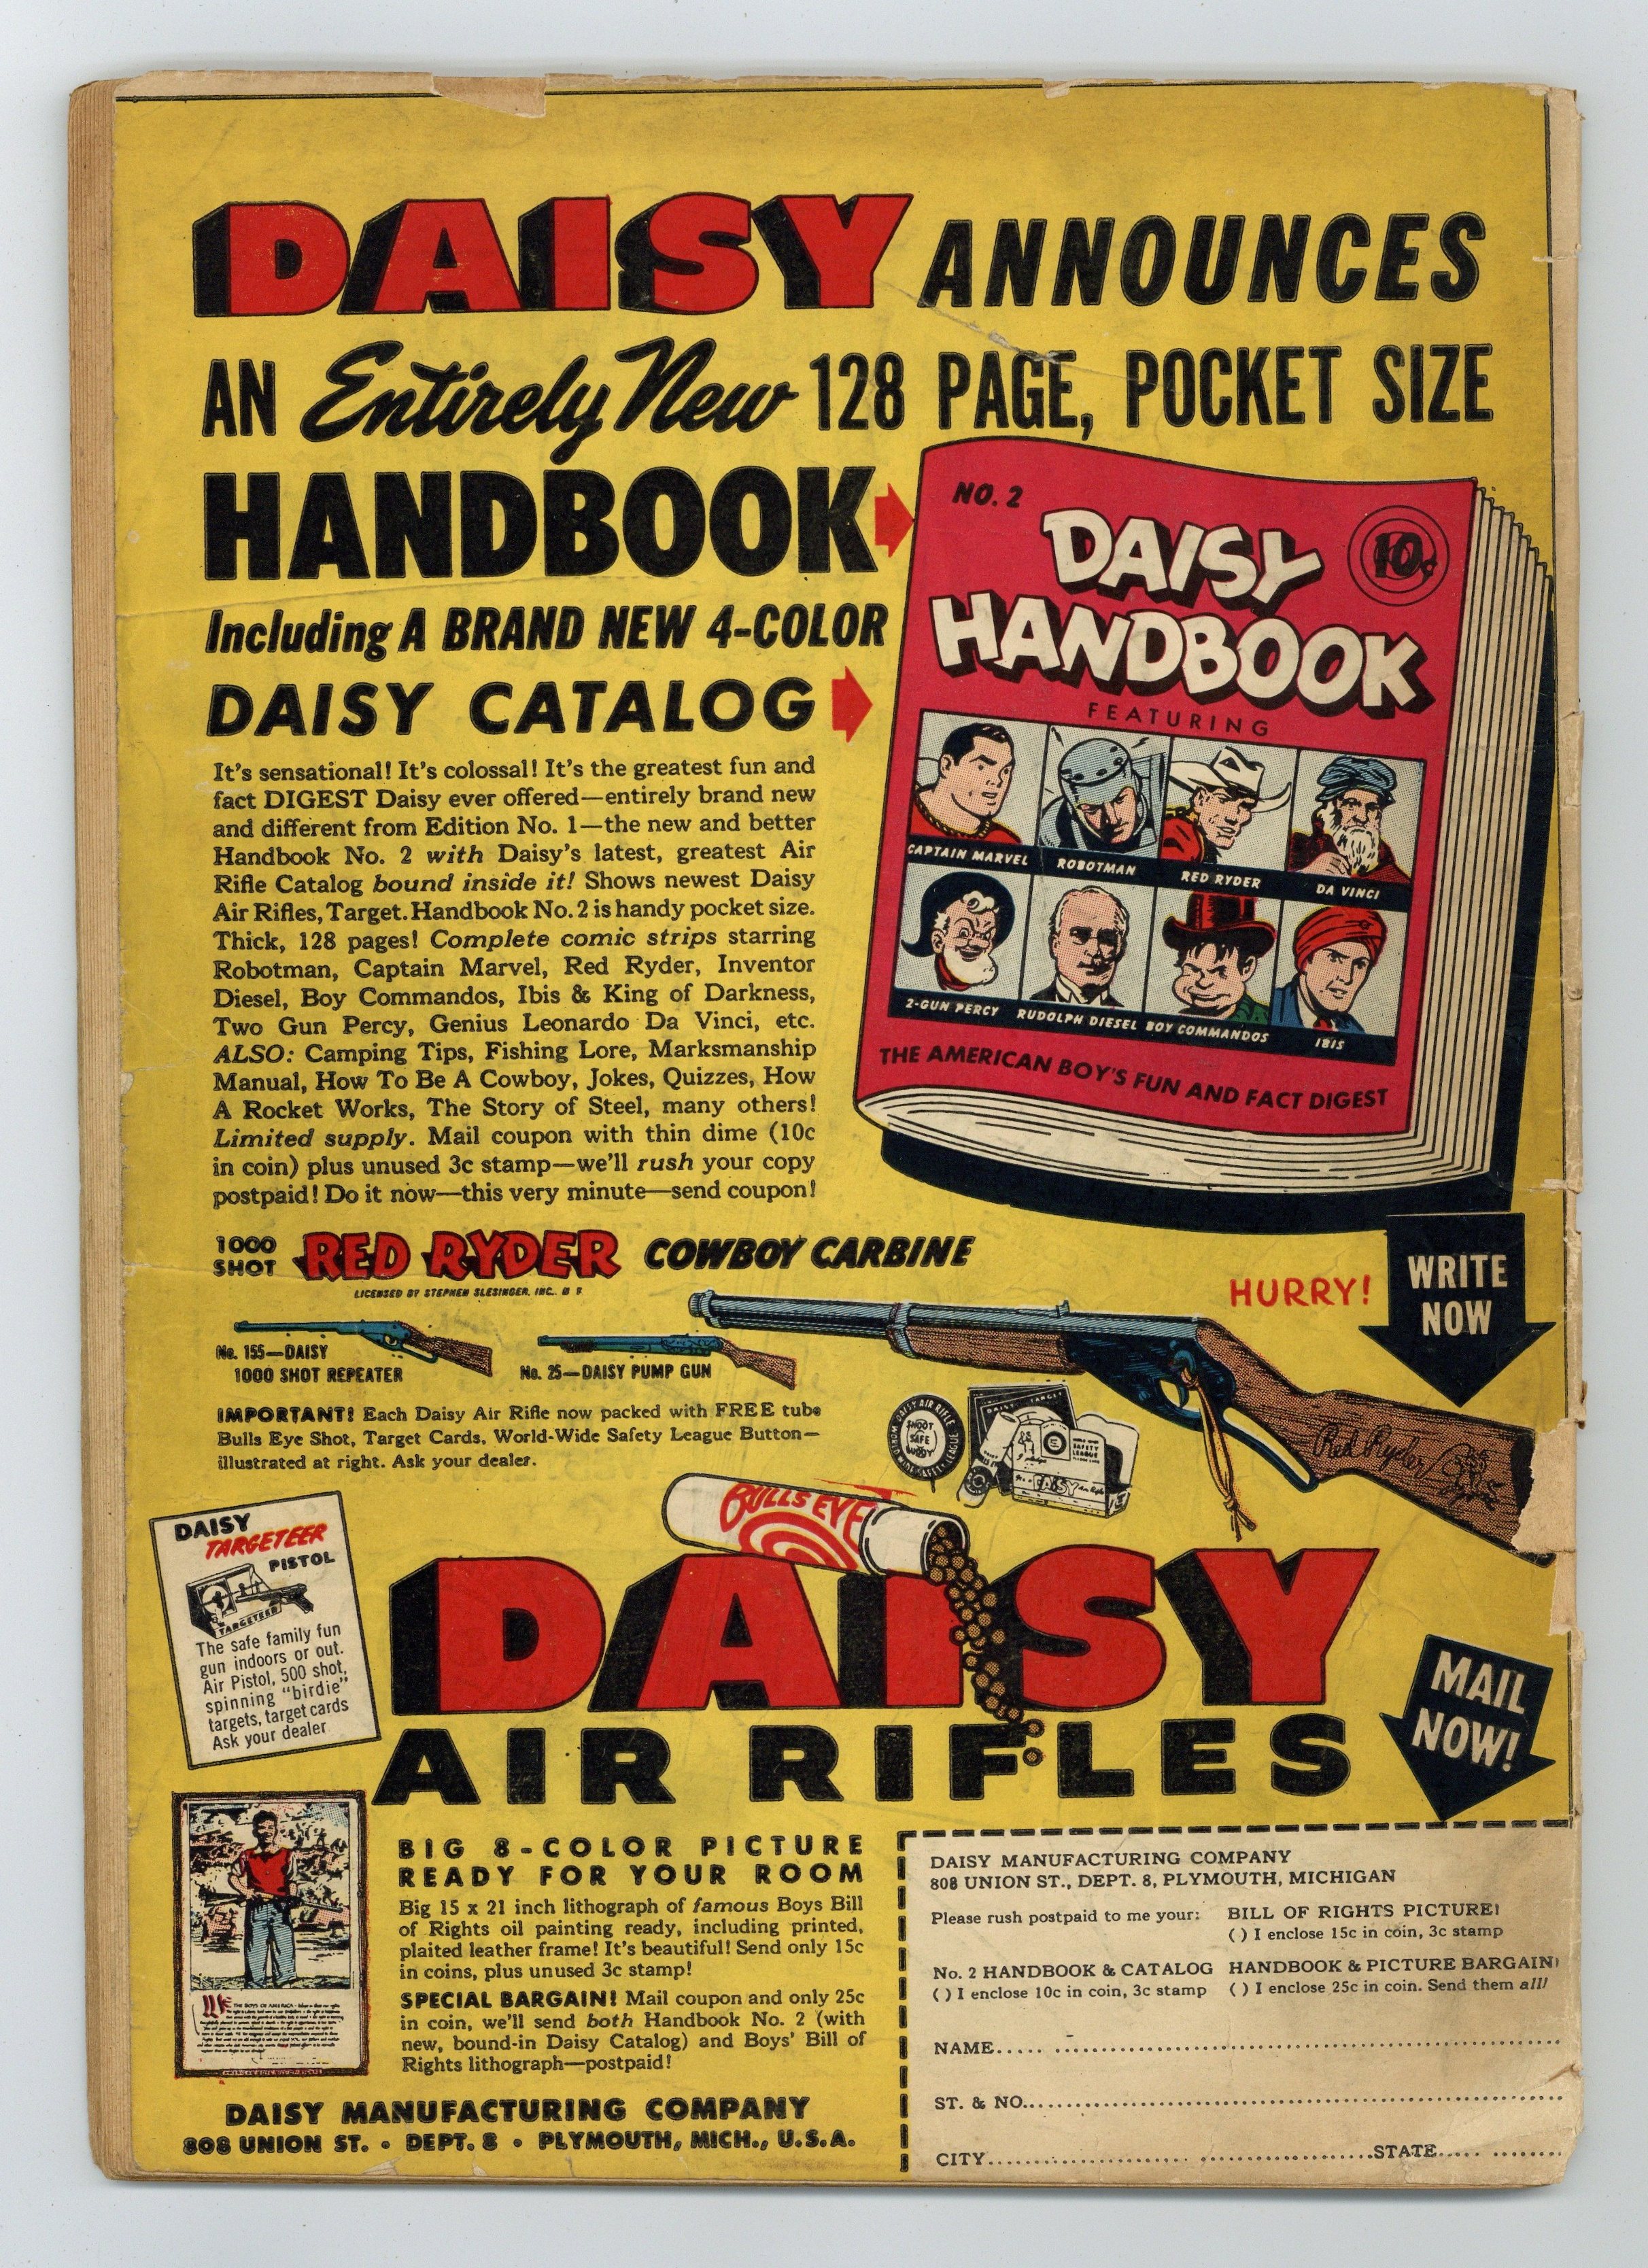 DAISY ANNOUNCES
AN Entirely New 128 PAGE, POCKET SIZE
HANDBOOK
Including A BRAND NEW 4-COLOR
DAISY CATALOG
It's sensational! It's colossal! It's the greatest fun and
fact DIGEST Daisy ever offered—entirely brand new
and different from Edition No. 1—the new and better
Handbook No. 2 with Daisy's latest, greatest Air
Rifle Catalog bound inside it! Shows newest Daisy
Air Rifles, Target. Handbook No. 2 is handy pocket size.
Thick, 128 pages! Complete comic strips starring
Robotman, Captain Marvel, Red Ryder, Inventor
Diesel, Boy Commandos, Ibis & King of Darkness,
Two Gun Percy, Genius Leonardo Da Vinci, etc.
ALSO: Camping Tips, Fishing Lore, Marksmanship
Manual, How To Be A Cowboy, Jokes, Quizzes, How
A Rocket Works, The Story of Steel, many others!
Limited supply. Mail coupon with thin dime (10c
in coin) plus unused 3c stamp—we'll rush your copy
postpaid! Do it now—this very minute—send coupon!
NO. 2
10¢
DAISY
HANDBOOK
FEATURING
CAPTAIN MARVEL
ROBOTMAN
RED RYDER
DA VINCI
2-GUN PERCY
RUDOLPH DIESEL
BOY COMMANDOS
IBIS
THE AMERICAN BOY'S FUN AND FACT DIGEST
1000
SHOT
RED RYDER COWBOY CARBINE
LICENSED BY STEPHEN SLESINGER, INC.
HURRY!
WRITE
NOW
No. 155—DAISY
1000 SHOT REPEATER
No. 25—DAISY PUMP GUN
IMPORTANT! Each Daisy Air Rifle now packed with FREE tube
Bulls Eye Shot, Target Cards, World-Wide Safety League Button—
illustrated at right. Ask your dealer.
SHOOT
SAFE
BUDDY
Red Ryder
BULLS EYE
DAISY
TARGETEER
PISTOL
TARGETEER
The safe family fun
gun indoors or out.
Air Pistol, 500 shot,
spinning "birdie"
targets, target cards
Ask your dealer
DAISY
AIR RIFLES
MAIL
NOW!
BIG 8-COLOR PICTURE
READY FOR YOUR ROOM
Big 15 x 21 inch lithograph of famous Boys Bill
of Rights oil painting ready, including printed,
plaited leather frame! It's beautiful! Send only 15c
in coins, plus unused 3c stamp!
SPECIAL BARGAIN! Mail coupon and only 25c
in coin, we'll send both Handbook No. 2 (with
new, bound-in Daisy Catalog) and Boys' Bill of
Rights lithograph—postpaid!
WE THE BOYS OF AMERICA
DAISY MANUFACTURING COMPANY
808 UNION ST. • DEPT. 8 • PLYMOUTH, MICH., U.S.A.
DAISY MANUFACTURING COMPANY
808 UNION ST., DEPT. 8, PLYMOUTH, MICHIGAN
Please rush postpaid to me your:
BILL OF RIGHTS PICTURE!
( ) I enclose 15c in coin, 3c stamp
No. 2 HANDBOOK & CATALOG
( ) I enclose 10c in coin, 3c stamp
HANDBOOK & PICTURE BARGAIN!
( ) I enclose 25c in coin. Send them all!
NAME
ST. & NO.
CITY STATE